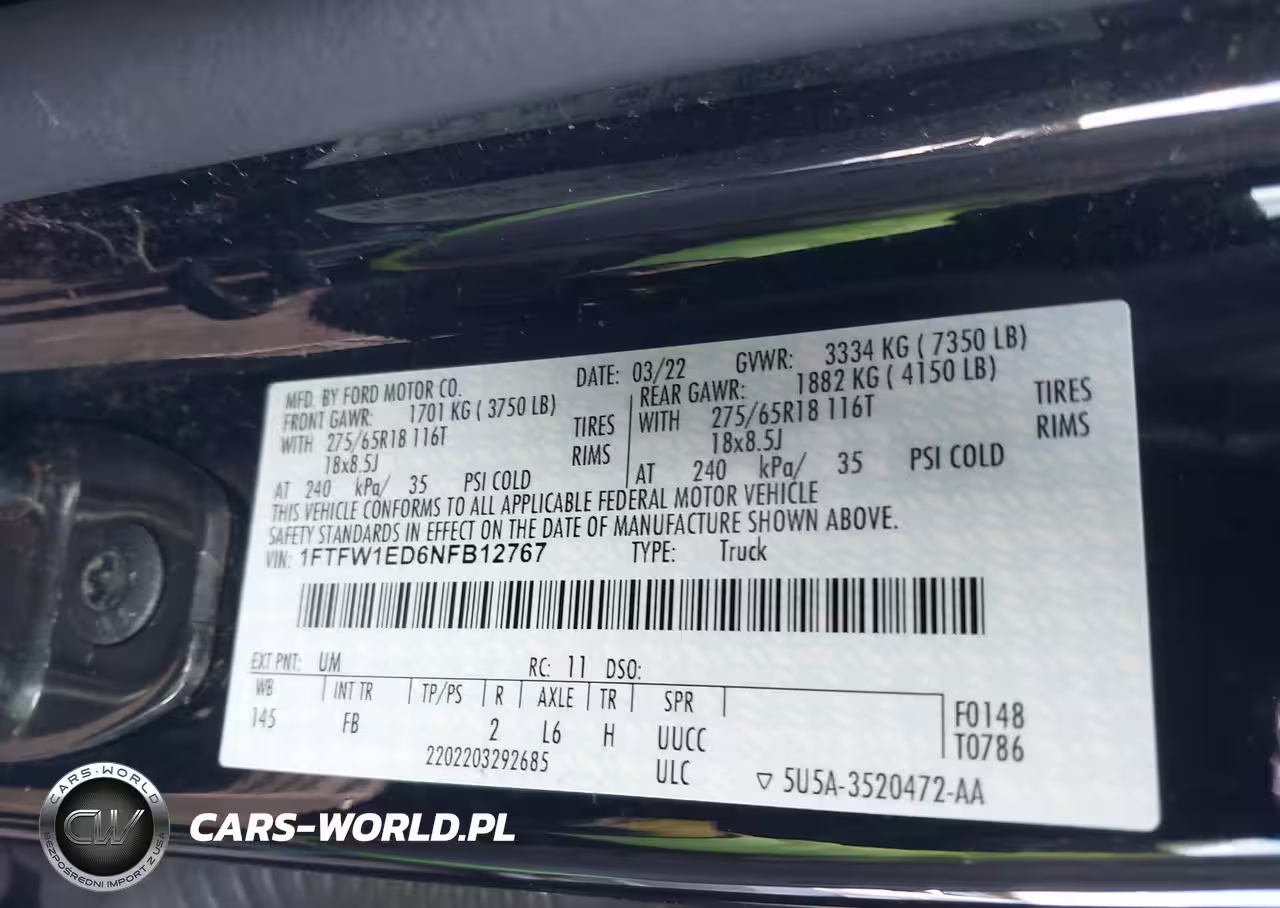 MFD. BY FORD MOTOR CO.
DATE: 03/22 GVWR: 3334 KG ( 7350 LB)
FRONT GAWR: 1701 KG ( 3750 LB)
WITH 275/65R18 116T TIRES
18x8.5J RIMS
AT 240 kPa/ 35 PSI COLD
REAR GAWR: 1882 KG ( 4150 LB)
WITH 275/65R18 116T TIRES
18x8.5J RIMS
AT 240 kPa/ 35 PSI COLD
THIS VEHICLE CONFORMS TO ALL APPLICABLE FEDERAL MOTOR VEHICLE
SAFETY STANDARDS IN EFFECT ON THE DATE OF MANUFACTURE SHOWN ABOVE.
VIN: 1FTFW1ED6NFB12767 TYPE: Truck
EXT PNT: UM RC: 11 DSO:
WB INT TR TP/PS R AXLE TR SPR
145 FB 2 L6 H UUCC
F0148
T0786
2202203292685 ULC ▽ 5U5A-3520472-AA
CARS-WORLD
CW
BEZPOŚREDNI IMPORT Z USA
CARS-WORLD.PL